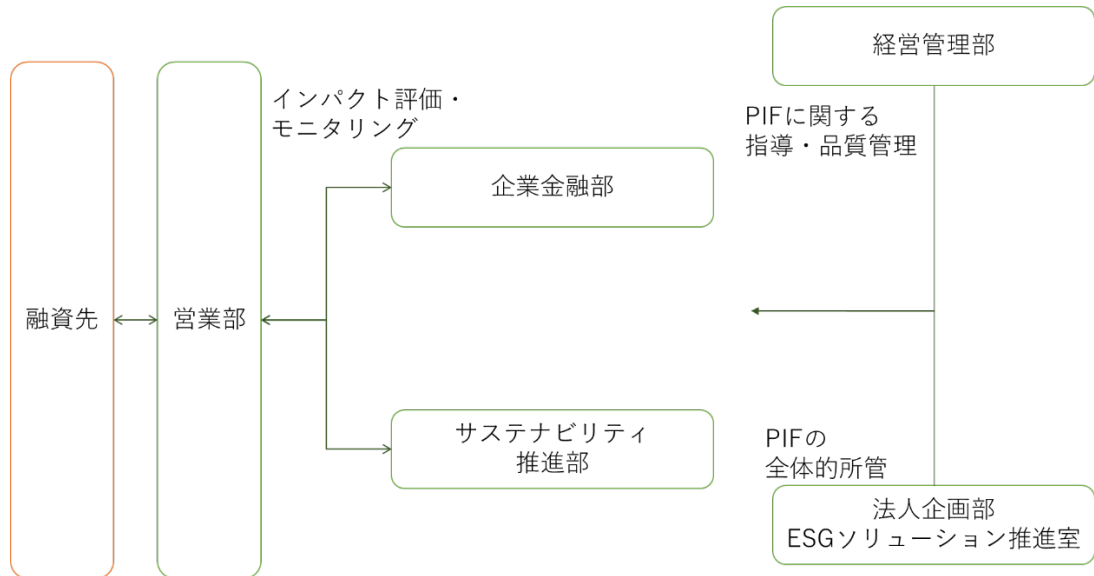 融資先
営業部
インパクト評価・
モニタリング
企業金融部
サステナビリティ
推進部
経営管理部
PIFに関する
指導・品質管理
PIFの
全体的所管
法人企画部
ESGソリューション推進室